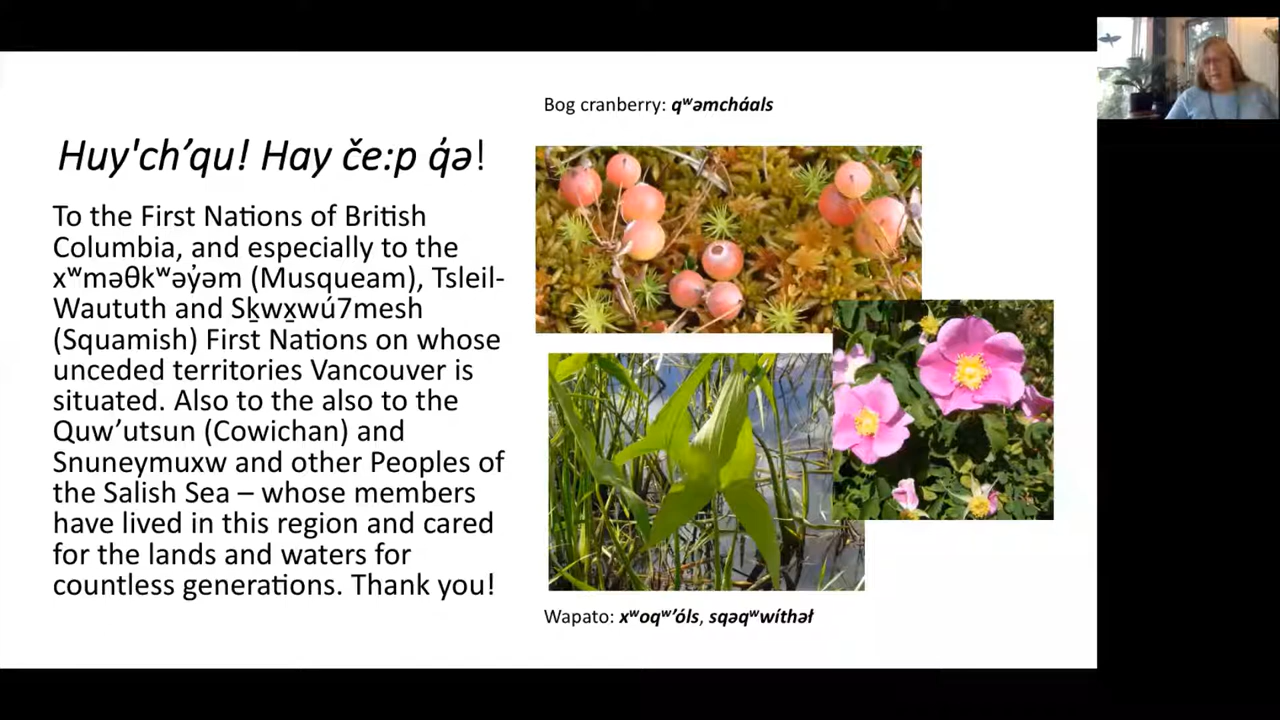 Bog cranberry: qʷəmcháals
Huy'ch’qu! Hay če:p q̓ə!
To the First Nations of British
Columbia, and especially to the
xʷməθkʷəy̓əm (Musqueam), Tsleil-
Waututh and Sḵwx̱wú7mesh
(Squamish) First Nations on whose
unceded territories Vancouver is
situated. Also to the also to the
Quw’utsun (Cowichan) and
Snuneymuxw and other Peoples of
the Salish Sea – whose members
have lived in this region and cared
for the lands and waters for
countless generations. Thank you!
Wapato: xʷoqʷ’óls, sqəqʷwíthəł